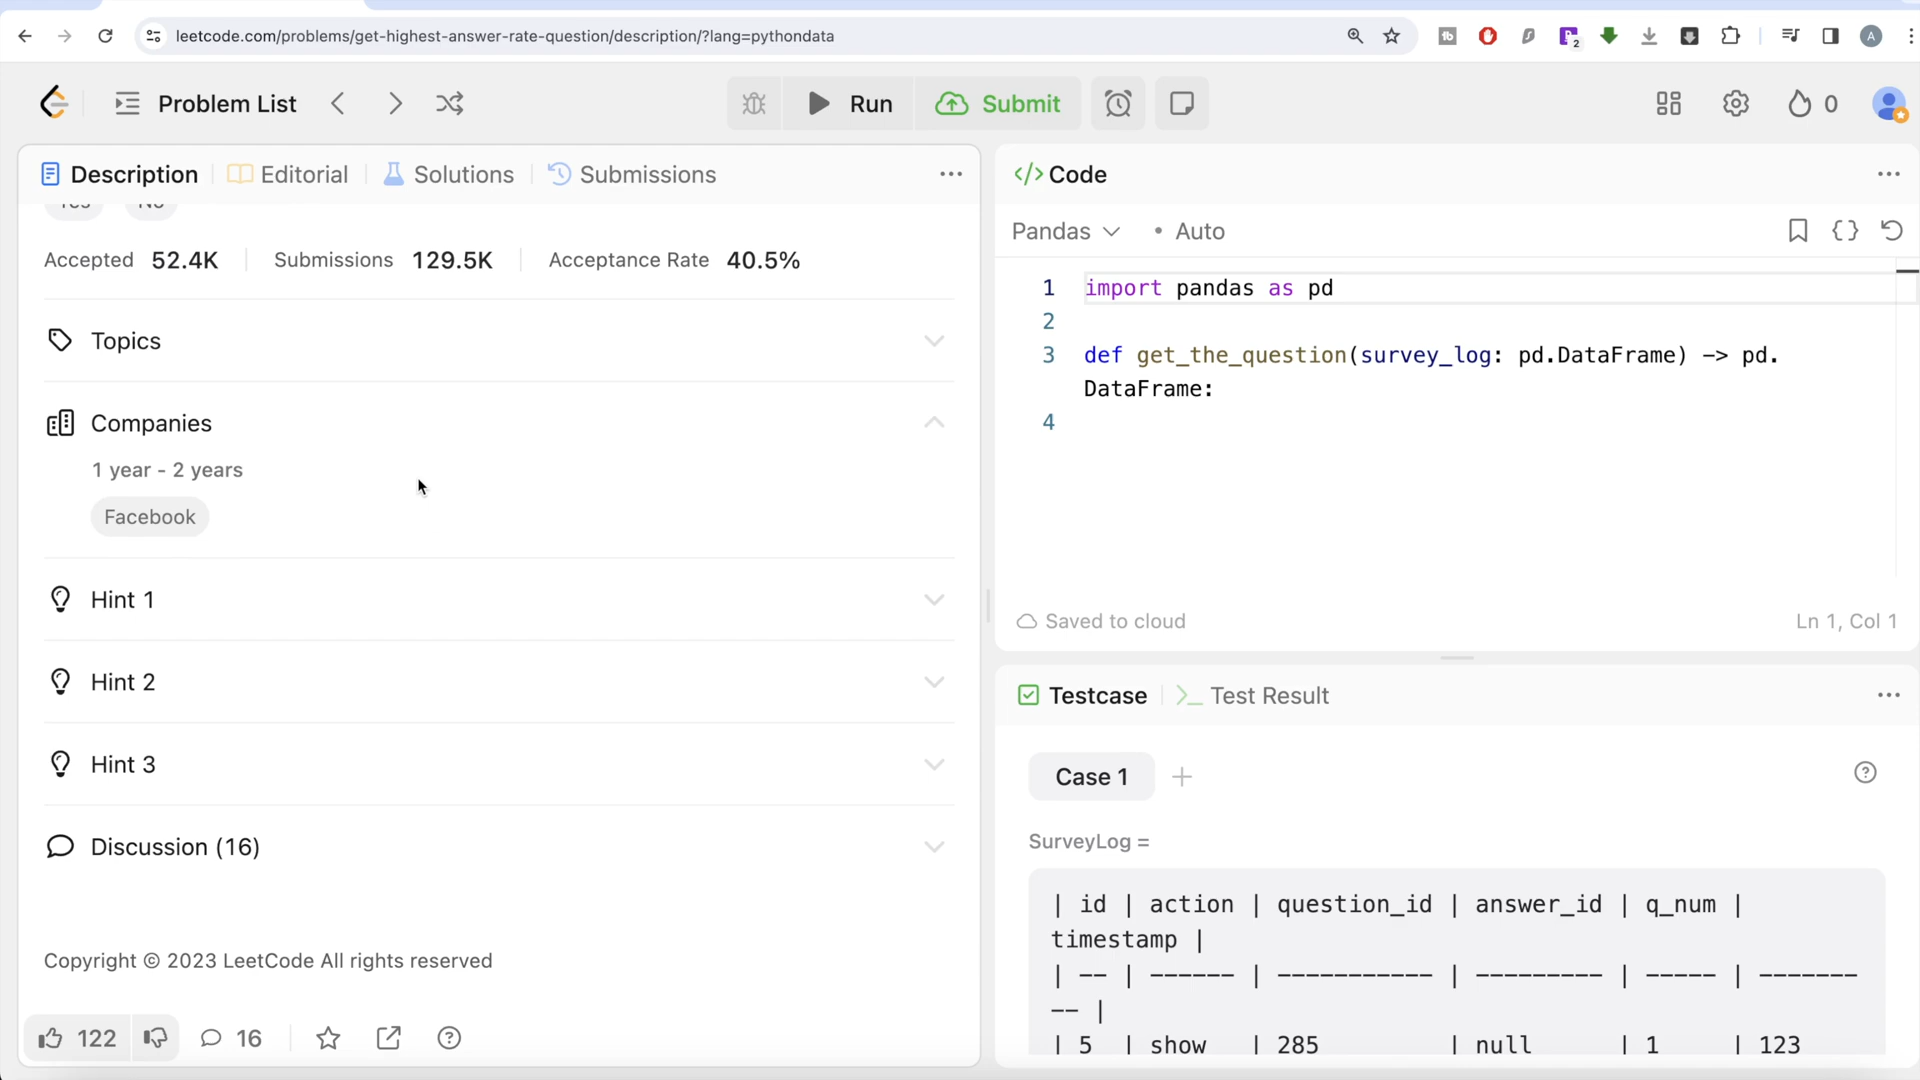 leetcode.com/problems/get-highest-answer-rate-question/description/?lang=pythondata
Problem List
Run
Submit
0
A
2
tb
Description
Editorial
Solutions
Submissions
Yes No
Accepted 52.4K
Submissions 129.5K
Acceptance Rate 40.5%
Topics
Companies
1 year - 2 years
Facebook
Hint 1
Hint 2
Hint 3
Discussion (16)
Copyright © 2023 LeetCode All rights reserved
122
16
</> Code
Pandas
• Auto
1 import pandas as pd
2
3 def get_the_question(survey_log: pd.DataFrame) -> pd.
DataFrame:
4
Saved to cloud
Ln 1, Col 1
Testcase
Test Result
Case 1
SurveyLog =
| id | action | question_id | answer_id | q_num |
timestamp |
| -- | ------ | ----------- | --------- | ----- | -------
-- |
| 5 | show | 285 | null | 1 | 123